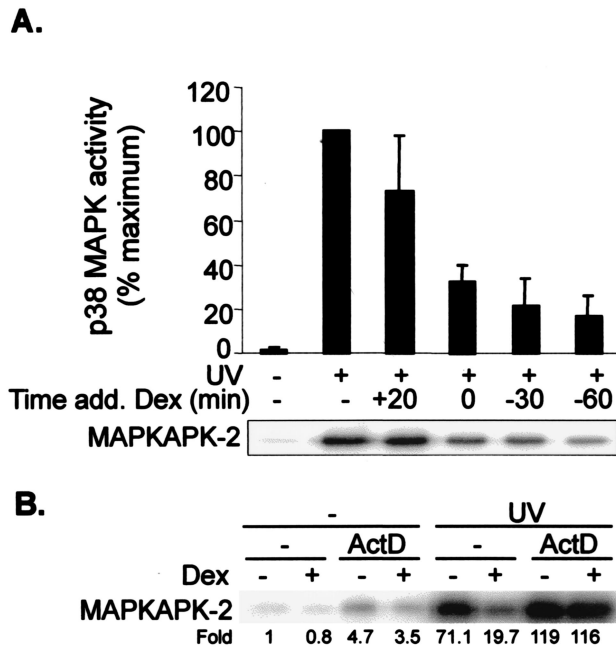 A.
p38 MAPK activity
(% maximum)
120
100
80
60
40
20
0
UV - + + + + +
Time add. Dex (min) - +20 0 -30 -60
MAPKAPK-2
B.
- UV
- ActD - ActD
Dex - + - + - + - +
MAPKAPK-2
Fold 1 0.8 4.7 3.5 71.1 19.7 119 116